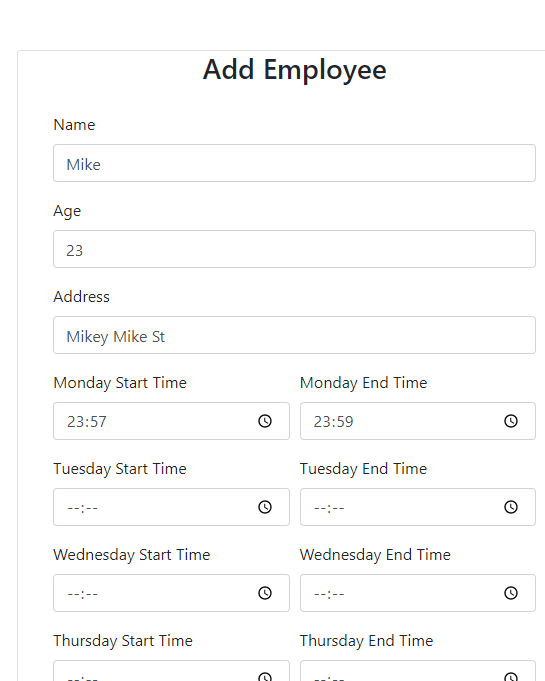 Add Employee
Name
Mike
Age
23
Address
Mikey Mike St
Monday Start Time Monday End Time
23:57 23:59
Tuesday Start Time Tuesday End Time
--:-- --:--
Wednesday Start Time Wednesday End Time
--:-- --:--
Thursday Start Time Thursday End Time
--:-- --:--